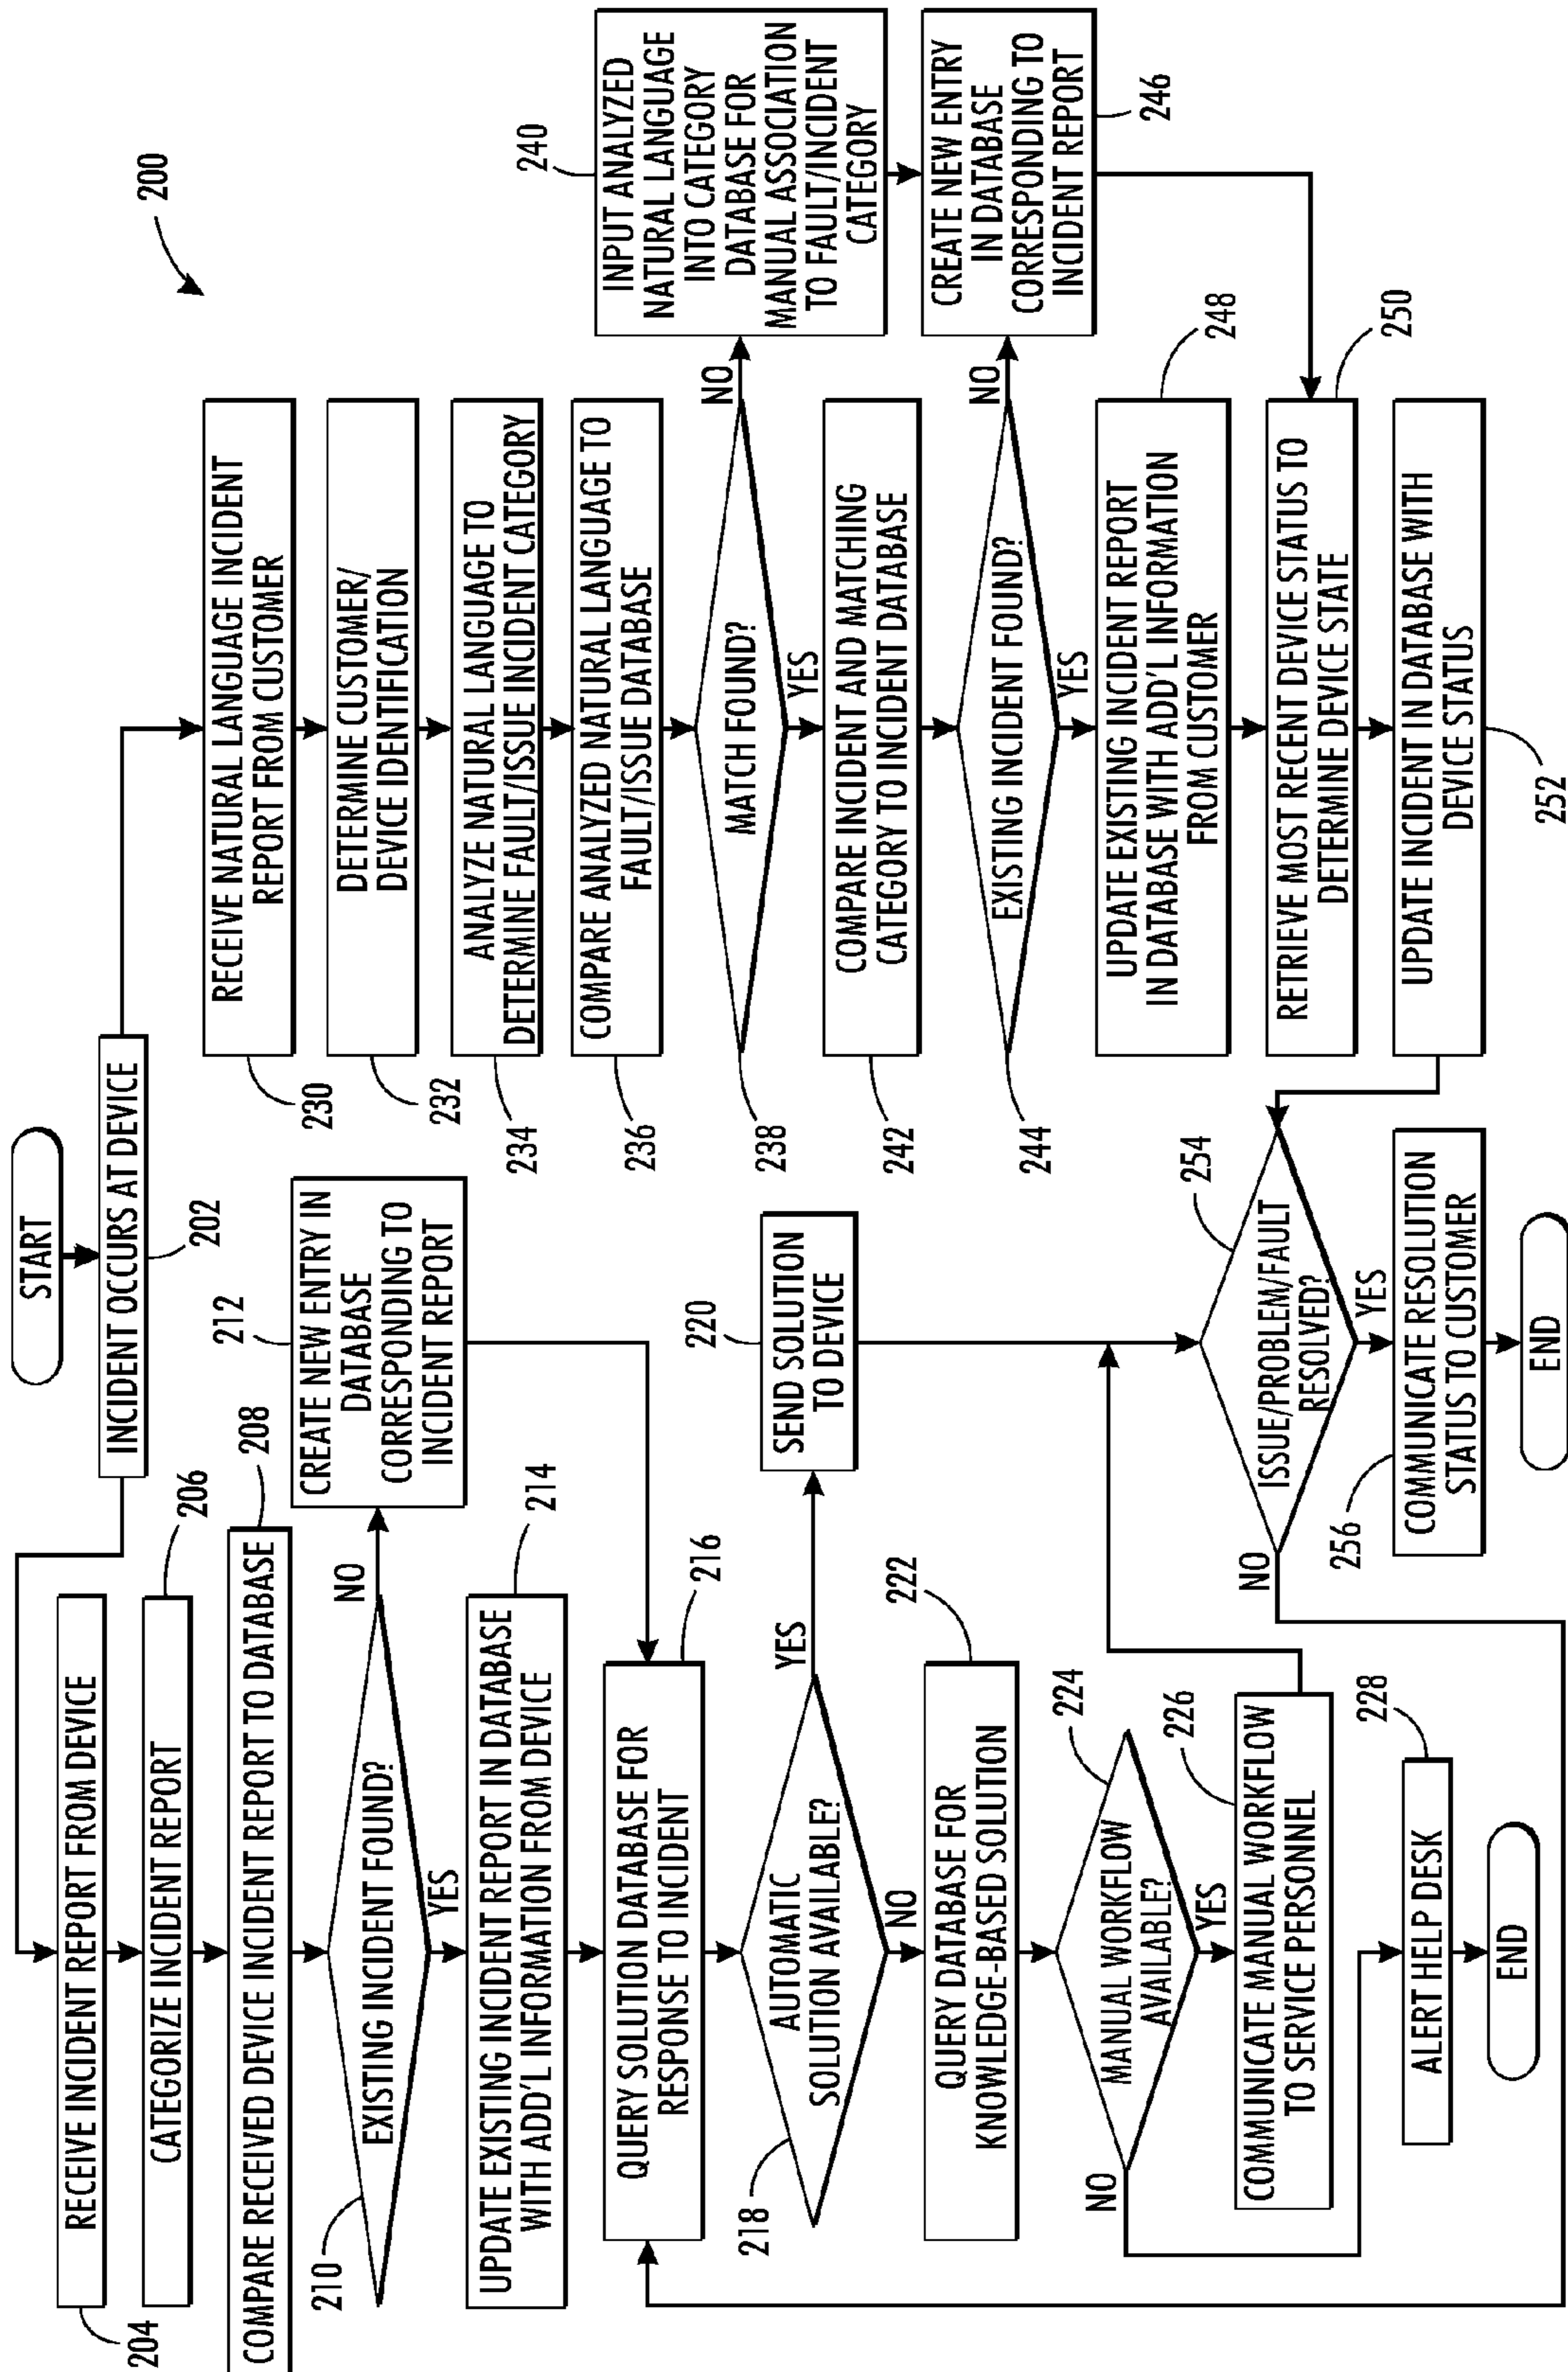 200
START
INCIDENT OCCURS AT DEVICE
202
RECEIVE INCIDENT REPORT FROM DEVICE
204
CATEGORIZE INCIDENT REPORT
206
COMPARE RECEIVED DEVICE INCIDENT REPORT TO DATABASE
208
EXISTING INCIDENT FOUND?
210
NO
YES
CREATE NEW ENTRY IN
DATABASE
CORRESPONDING TO
INCIDENT REPORT
212
UPDATE EXISTING INCIDENT REPORT IN DATABASE
WITH ADD'L INFORMATION FROM DEVICE
214
QUERY SOLUTION DATABASE FOR
RESPONSE TO INCIDENT
216
AUTOMATIC
SOLUTION AVAILABLE?
218
YES
NO
SEND SOLUTION
TO DEVICE
220
QUERY DATABASE FOR
KNOWLEDGE-BASED SOLUTION
222
MANUAL WORKFLOW
AVAILABLE?
224
NO
YES
COMMUNICATE MANUAL WORKFLOW
TO SERVICE PERSONNEL
226
ALERT HELP DESK
228
END
RECEIVE NATURAL LANGUAGE INCIDENT
REPORT FROM CUSTOMER
230
DETERMINE CUSTOMER/
DEVICE IDENTIFICATION
232
ANALYZE NATURAL LANGUAGE TO
DETERMINE FAULT/ISSUE INCIDENT CATEGORY
234
COMPARE ANALYZED NATURAL LANGUAGE TO
FAULT/ISSUE DATABASE
236
MATCH FOUND?
238
NO
YES
INPUT ANALYZED
NATURAL LANGUAGE
INTO CATEGORY
DATABASE FOR
MANUAL ASSOCIATION
TO FAULT/INCIDENT
CATEGORY
240
COMPARE INCIDENT AND MATCHING
CATEGORY TO INCIDENT DATABASE
242
EXISTING INCIDENT FOUND?
244
NO
YES
CREATE NEW ENTRY
IN DATABASE
CORRESPONDING TO
INCIDENT REPORT
246
UPDATE EXISTING INCIDENT REPORT
IN DATABASE WITH ADD'L INFORMATION
FROM CUSTOMER
248
RETRIEVE MOST RECENT DEVICE STATUS TO
DETERMINE DEVICE STATE
250
UPDATE INCIDENT IN DATABASE WITH
DEVICE STATUS
252
ISSUE/PROBLEM/FAULT
RESOLVED?
254
NO
YES
COMMUNICATE RESOLUTION
STATUS TO CUSTOMER
256
END